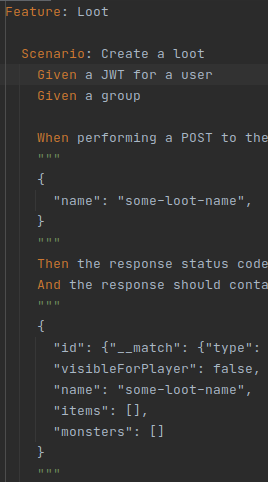 Feature: Loot
Scenario: Create a loot
Given a JWT for a user
Given a group
When performing a POST to the
"""
{
"name": "some-loot-name",
}
"""
Then the response status code
And the response should conta
"""
{
"id": {"__match": {"type":
"visibleForPlayer": false,
"name": "some-loot-name",
"items": [],
"monsters": []
}
"""